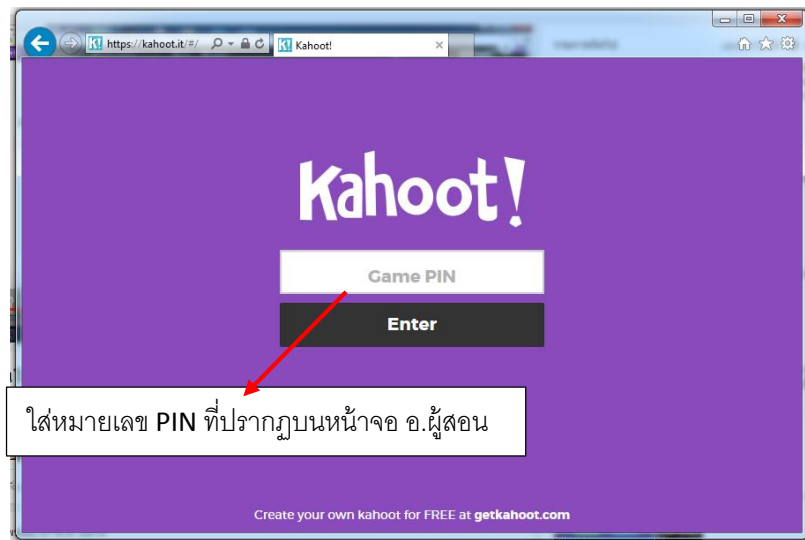 https://kahoot.it/#/
Kahoot!
Kahoot!
Game PIN
Enter
ใส่หมายเลข PIN ที่ปรากฏบนหน้าจอ อ.ผู้สอน
Create your own kahoot for FREE at getkahoot.com